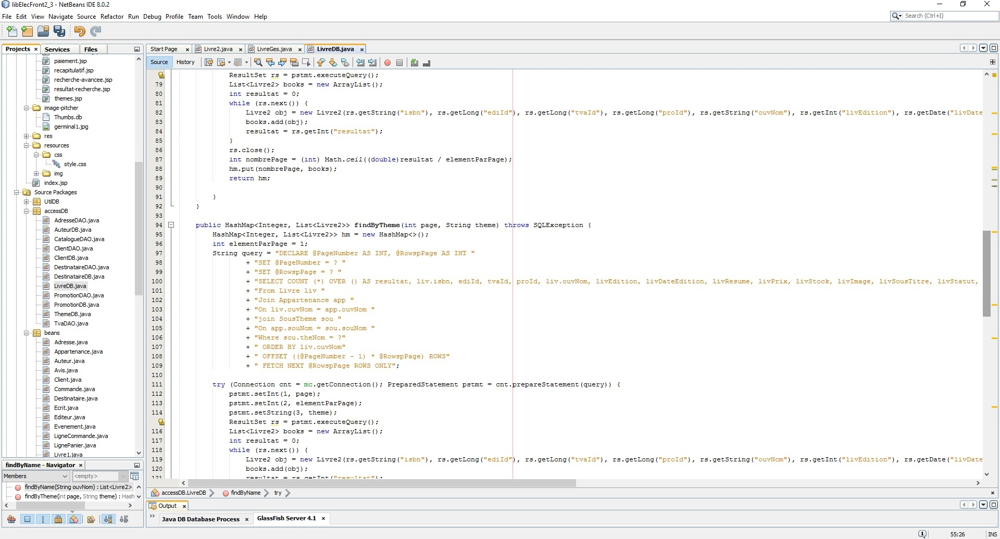 libElecFront2_3 - NetBeans IDE 8.0.2
File Edit View Navigate Source Refactor Run Debug Profile Team Tools Window Help
Search (Ctrl+I)
Projects Services Files
paiement.jsp
recapitulatif.jsp
recherche-avancee.jsp
resultat-recherche.jsp
themes.jsp
image-pitcher
Thumbs.db
germinal1.jpg
res
resources
css
style.css
img
index.jsp
Source Packages
UtilDB
accessDB
AdresseDAO.java
AuteurDB.java
CatalogueDAO.java
ClientDAO.java
ClientDB.java
DestinataireDAO.java
DestinataireDB.java
LivreDB.java
PromotionDAO.java
PromotionDB.java
ThemeDB.java
TvaDAO.java
beans
Adresse.java
Appartenance.java
Auteur.java
Avis.java
Client.java
Commande.java
Destinataire.java
Ecrit.java
Editeur.java
Evenement.java
LigneCommande.java
LignePanier.java
Livre1.java
findByName - Navigator
Members <empty>
findByName(String ouvNom) : List<Livre2>
findByTheme(int page, String theme) : Hash
Start Page Livre2.java LivreGes.java LivreDB.java
Source History
ResultSet rs = pstmt.executeQuery();
79 List<Livre2> books = new ArrayList();
80 int resultat = 0;
81 while (rs.next()) {
82 Livre2 obj = new Livre2(rs.getString("isbn"), rs.getLong("ediId"), rs.getLong("tvaId"), rs.getLong("proId"), rs.getString("ouvNom"), rs.getInt("livEdition"), rs.getDate("livDate
83 books.add(obj);
84 resultat = rs.getInt("resultat");
85 }
86 rs.close();
87 int nombrePage = (int) Math.ceil((double)resultat / elementParPage);
88 hm.put(nombrePage, books);
89 return hm;
90
91 }
92 }
93
94 public HashMap<Integer, List<Livre2>> findByTheme(int page, String theme) throws SQLException {
95 HashMap<Integer, List<Livre2>> hm = new HashMap<>();
96 int elementParPage = 1;
97 String query = "DECLARE @PageNumber AS INT, @RowspPage AS INT "
98 + "SET @PageNumber = ? "
99 + "SET @RowspPage = ? "
100 + "SELECT COUNT (*) OVER () AS resultat, liv.isbn, ediId, tvaId, proId, liv.ouvNom, livEdition, livDateEdition, livResume, livPrix, livStock, livImage, livSousTitre, livStatut,
101 + "From Livre liv "
102 + "Join Appartenance app "
103 + "On liv.ouvNom = app.ouvNom "
104 + "join SousTheme sou "
105 + "On app.souNom = sou.souNom "
106 + "Where sou.theNom = ?"
107 + " ORDER BY liv.ouvNom"
108 + " OFFSET ((@PageNumber - 1) * @RowspPage) ROWS"
109 + " FETCH NEXT @RowspPage ROWS ONLY";
110
111 try (Connection cnt = mc.getConnection(); PreparedStatement pstmt = cnt.prepareStatement(query)) {
112 pstmt.setInt(1, page);
113 pstmt.setInt(2, elementParPage);
114 pstmt.setString(3, theme);
ResultSet rs = pstmt.executeQuery();
116 List<Livre2> books = new ArrayList();
117 int resultat = 0;
118 while (rs.next()) {
119 Livre2 obj = new Livre2(rs.getString("isbn"), rs.getLong("ediId"), rs.getLong("tvaId"), rs.getLong("proId"), rs.getString("ouvNom"), rs.getInt("livEdition"), rs.getDate("livDate
120 books.add(obj);
121 resultat = rs.getInt("resultat");
accessDB.LivreDB findByName try
Output
Java DB Database Process GlassFish Server 4.1
1 55:26 INS